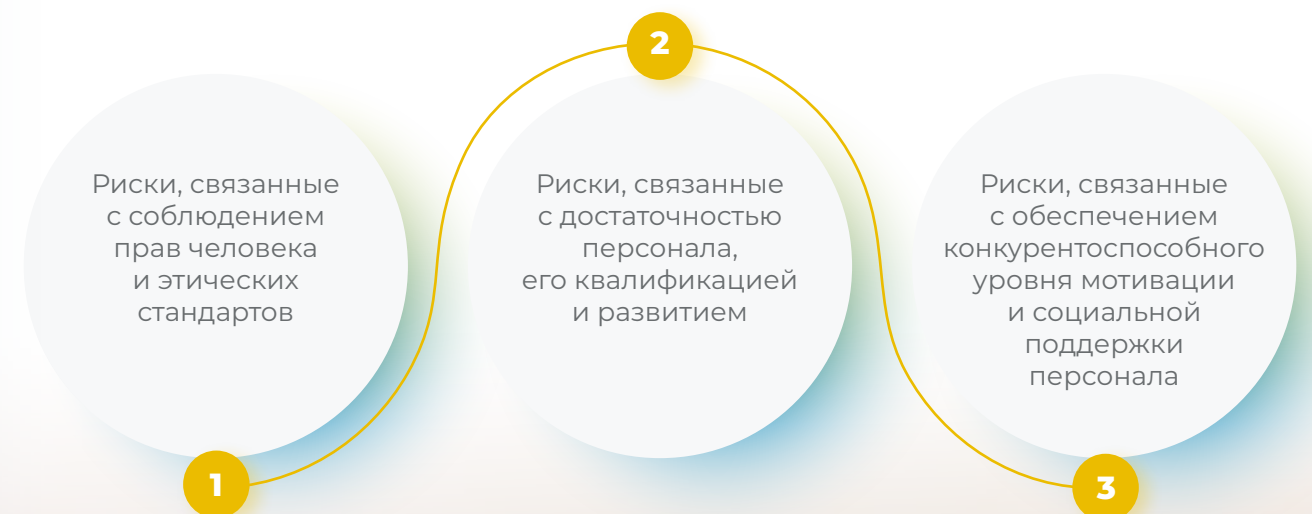 Риски, связанные
с соблюдением
прав человека
и этических
стандартов
1
2
Риски, связанные
с достаточностью
персонала,
его квалификацией
и развитием
Риски, связанные
с обеспечением
конкурентоспособного
уровня мотивации
и социальной
поддержки
персонала
3